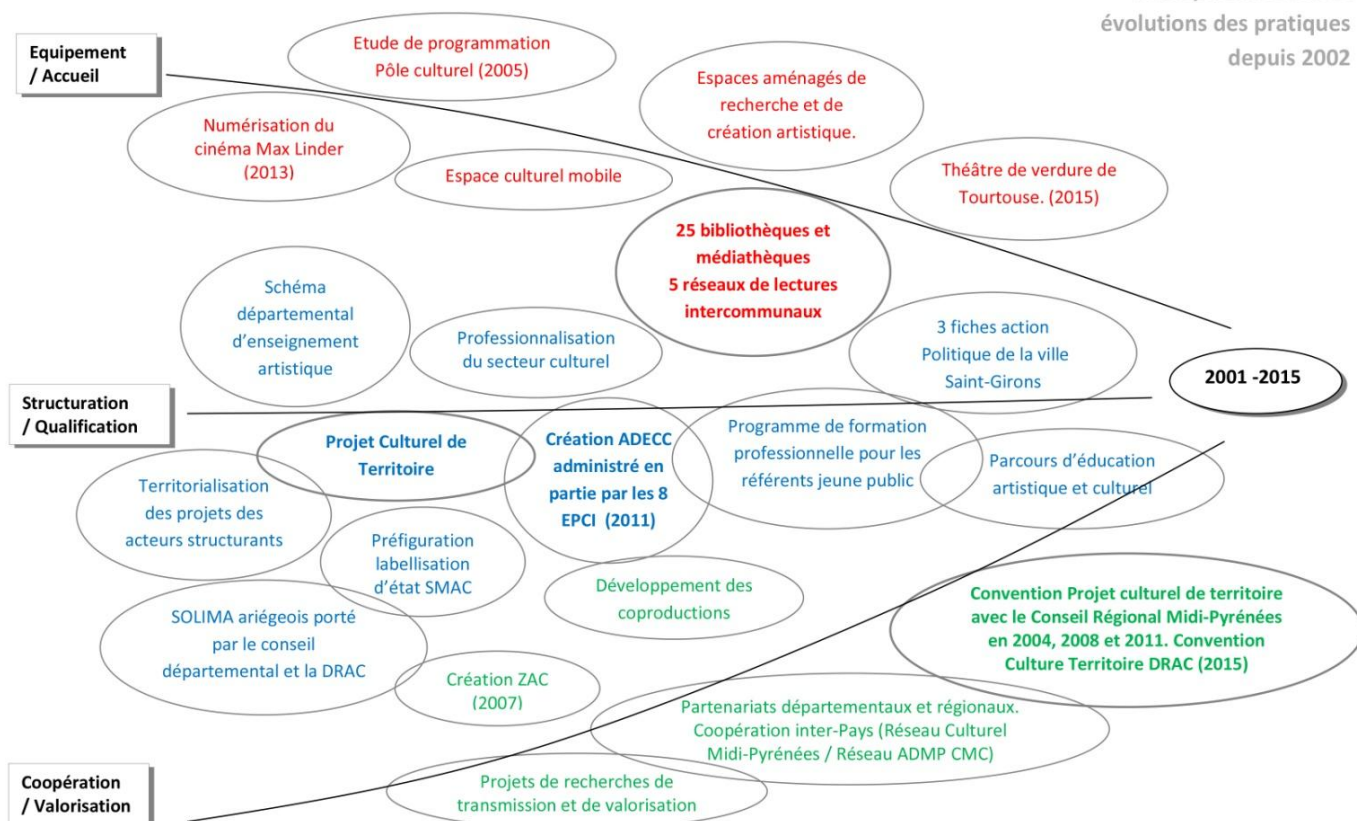 évolutions des pratiques
depuis 2002
Equipement
/ Accueil
Etude de programmation
Pôle culturel (2005)
Espaces aménagés de
recherche et de
création artistique.
Numérisation du
cinéma Max Linder
(2013)
Espace culturel mobile
Théâtre de verdure de
Tourtouse. (2015)
25 bibliothèques et
médiathèques
5 réseaux de lectures
intercommunaux
Schéma
départemental
d'enseignement
artistique
Professionnalisation
du secteur culturel
3 fiches action
Politique de la ville
Saint-Girons
2001 -2015
Structuration
/ Qualification
Projet Culturel de
Territoire
Création ADECC
administré en
partie par les 8
EPCI (2011)
Programme de formation
professionnelle pour les
référents jeune public
Parcours d'éducation
artistique et culturel
Territorialisation
des projets des
acteurs structurants
Préfiguration
labellisation
d'état SMAC
Développement des
coproductions
SOLIMA ariégeois porté
par le conseil
départemental et la DRAC
Convention Projet culturel de territoire
avec le Conseil Régional Midi-Pyrénées
en 2004, 2008 et 2011. Convention
Culture Territoire DRAC (2015)
Création ZAC
(2007)
Partenariats départementaux et régionaux.
Coopération inter-Pays (Réseau Culturel
Midi-Pyrénées / Réseau ADMP CMC)
Coopération
/ Valorisation
Projets de recherches de
transmission et de valorisation